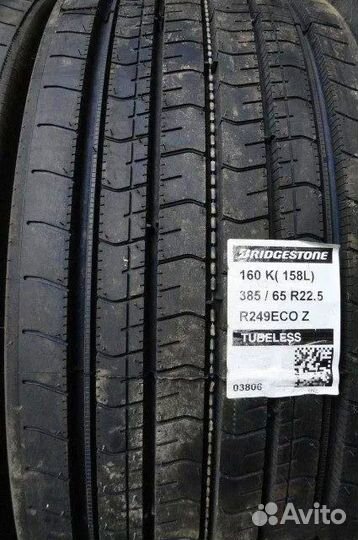 BRIDGESTONE
160 K( 158L)
385 / 65 R22.5
R249ECO Z
TUBELESS
03806
Avito